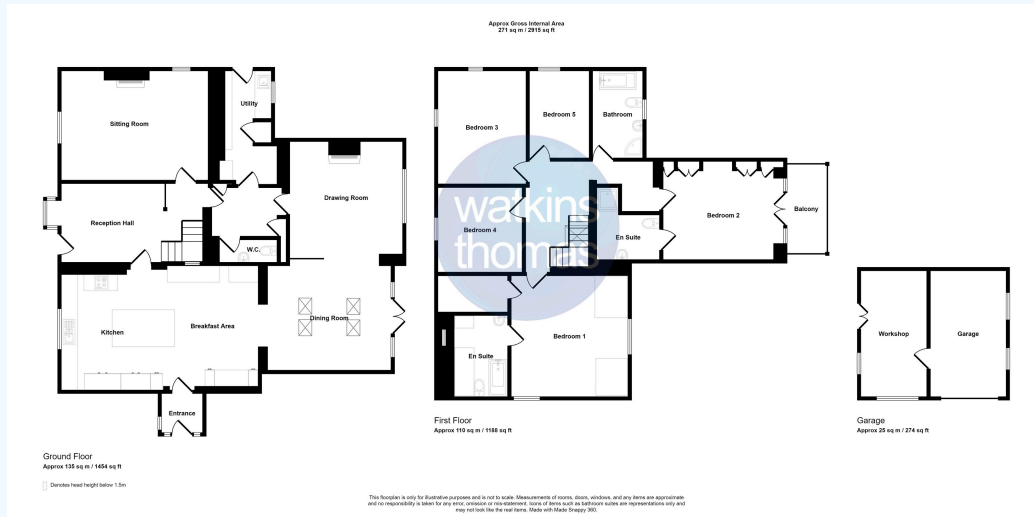 Approx Gross Internal Area
271 sq m / 2915 sq ft
Sitting Room
Utility
Drawing Room
Reception Hall
W.C.
Kitchen
Breakfast Area
Dining Room
Entrance
Ground Floor
Approx 135 sq m / 1454 sq ft
Denotes head height below 1.5m
Bedroom 3
Bedroom 5
Bathroom
Bedroom 2
Balcony
watkins
thomas
Bedroom 4
En Suite
Bedroom 1
En Suite
First Floor
Approx 110 sq m / 1188 sq ft
Workshop
Garage
Garage
Approx 25 sq m / 274 sq ft
This floorplan is only for illustrative purposes and is not to scale. Measurements of rooms, doors, windows, and any items are approximate
and no responsibility is taken for any error, omission or mis-statement. Icons of items such as bathroom suites are representations only and
may not look like the real items. Made with Made Snappy 360.